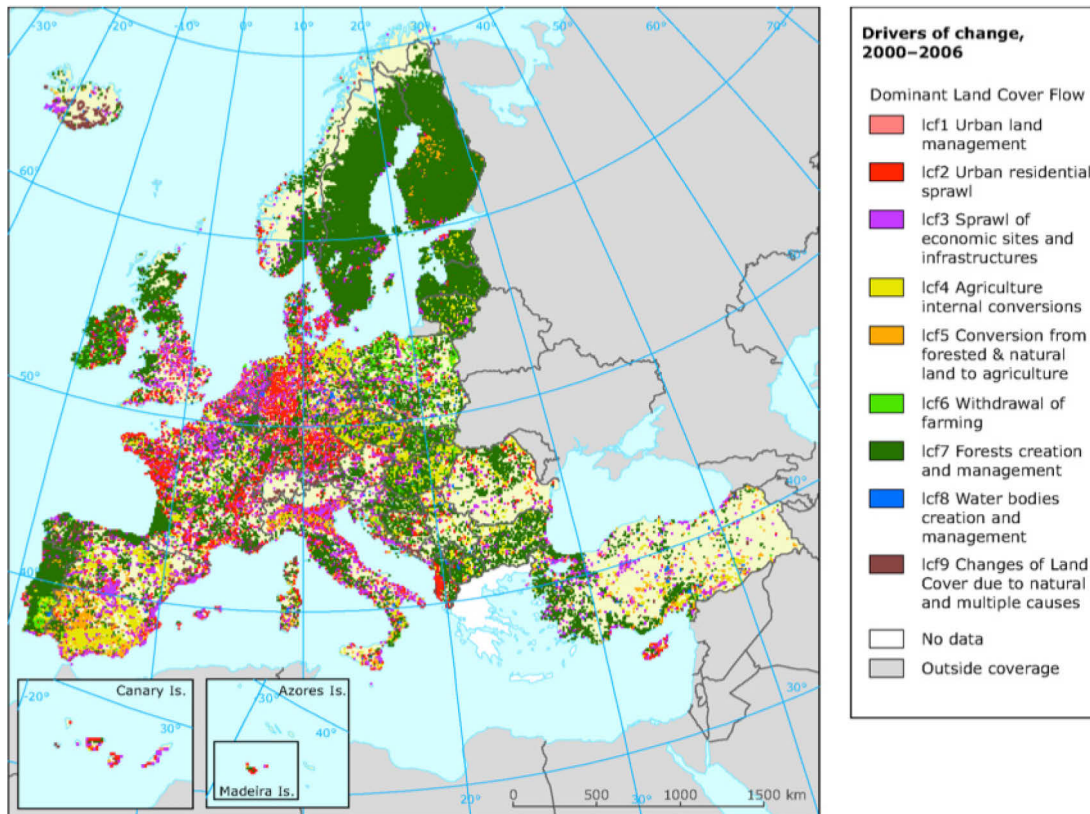 -30°
-20°
-10°
0°
10°
20°
30°
40°
50°
60°
70°
60°
50°
50°
40°
40°
30°
20°
Canary Is.
-20°
30°
Azores Is.
-30°
40°
Madeira Is.
0 500 1000 1500 km
Drivers of change,
2000–2006
Dominant Land Cover Flow
lcf1 Urban land
management
lcf2 Urban residential
sprawl
lcf3 Sprawl of
economic sites and
infrastructures
lcf4 Agriculture
internal conversions
lcf5 Conversion from
forested & natural
land to agriculture
lcf6 Withdrawal of
farming
lcf7 Forests creation
and management
lcf8 Water bodies
creation and
management
lcf9 Changes of Land
Cover due to natural
and multiple causes
No data
Outside coverage